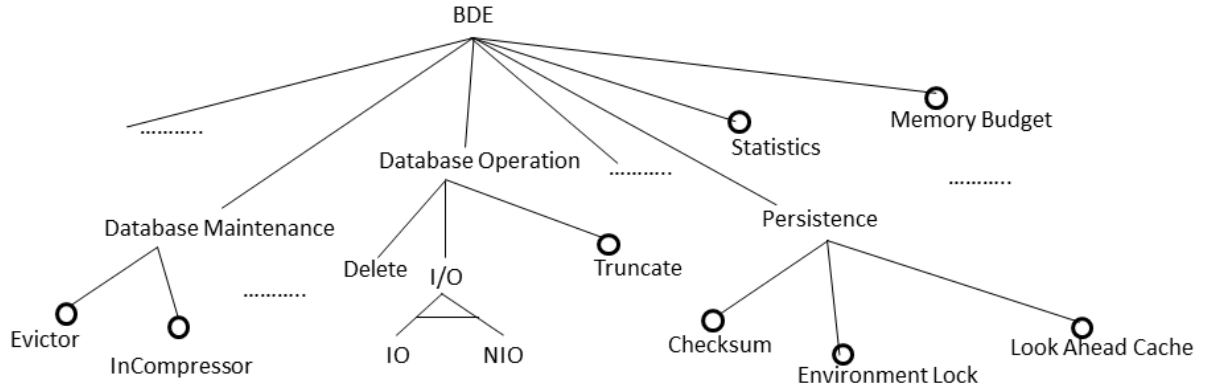 BDE
Memory Budget
………..
Statistics
Database Operation
………..
………..
Database Maintenance
Persistence
Delete
I/O
Truncate
………..
Evictor
InCompressor
IO
NIO
Checksum
Environment Lock
Look Ahead Cache